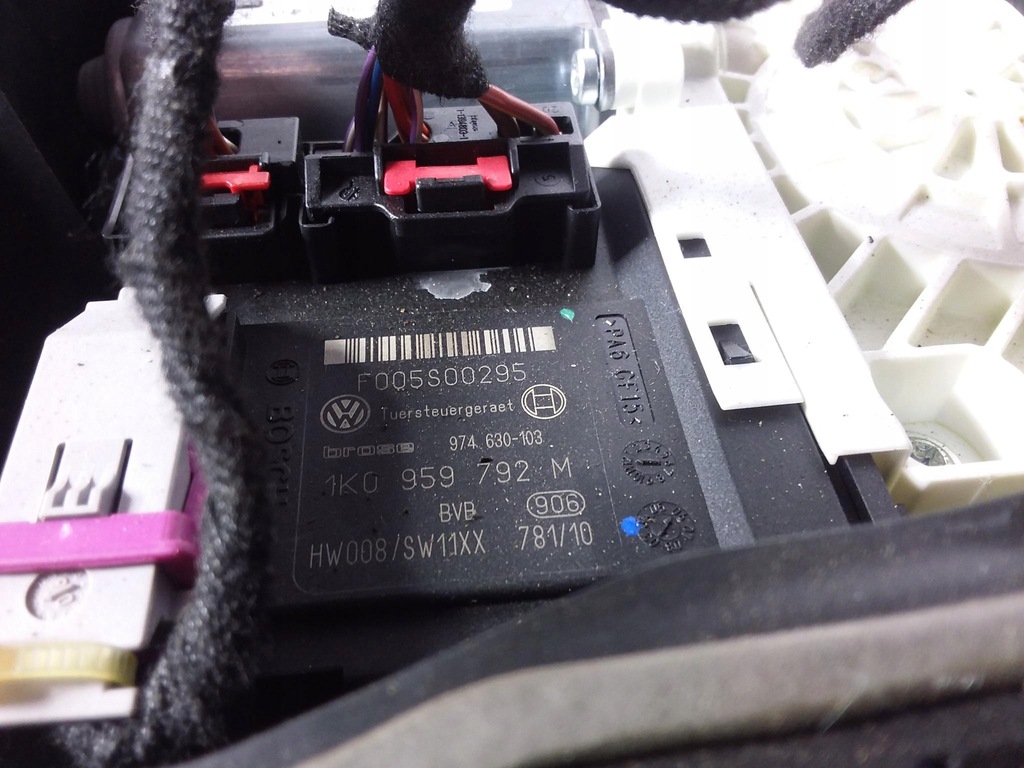 F005S00295
Tuersteuergeraet
brose 974 630-103
1K0 959 792 M
BVB 906
HW008/SW11XX 781/10
BOSCH